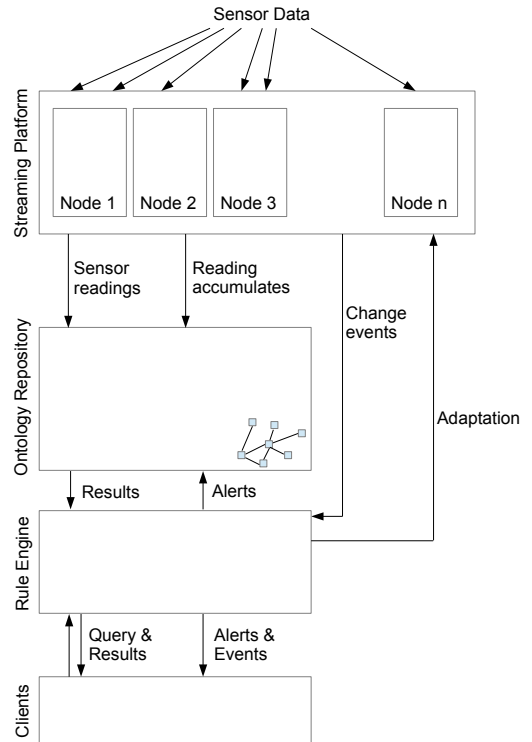 Sensor Data
Streaming Platform
Node 1
Node 2
Node 3
Node n
Sensor
readings
Reading
accumulates
Change
events
Adaptation
Ontology Repository
Results
Alerts
Rule Engine
Query &
Results
Alerts &
Events
Clients